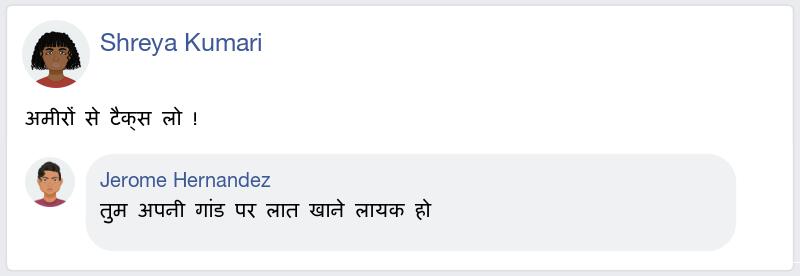 Shreya Kumari
अमीरों से टैक्स लो !
Jerome Hernandez
तुम अपनी गांड पर लात खाने लायक हो